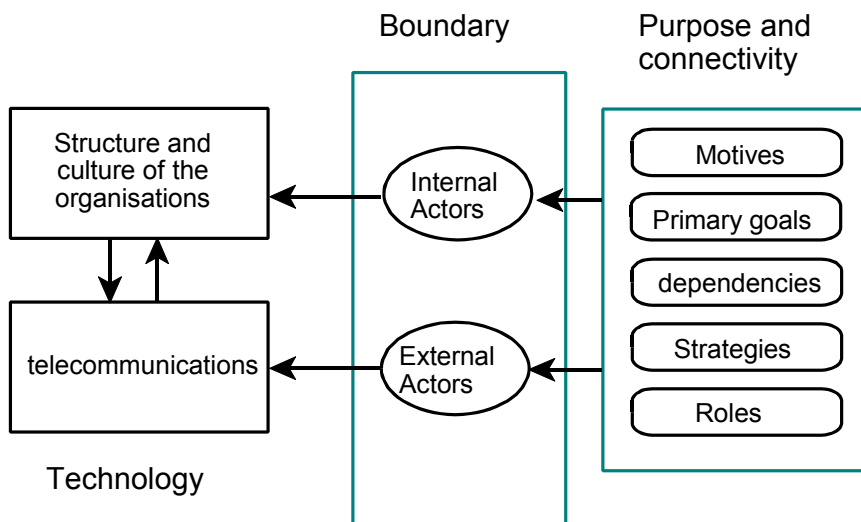 Boundary
Purpose and
connectivity
Structure and
culture of the
organisations
Internal
Actors
Motives
Primary goals
dependencies
telecommunications
External
Actors
Strategies
Roles
Technology